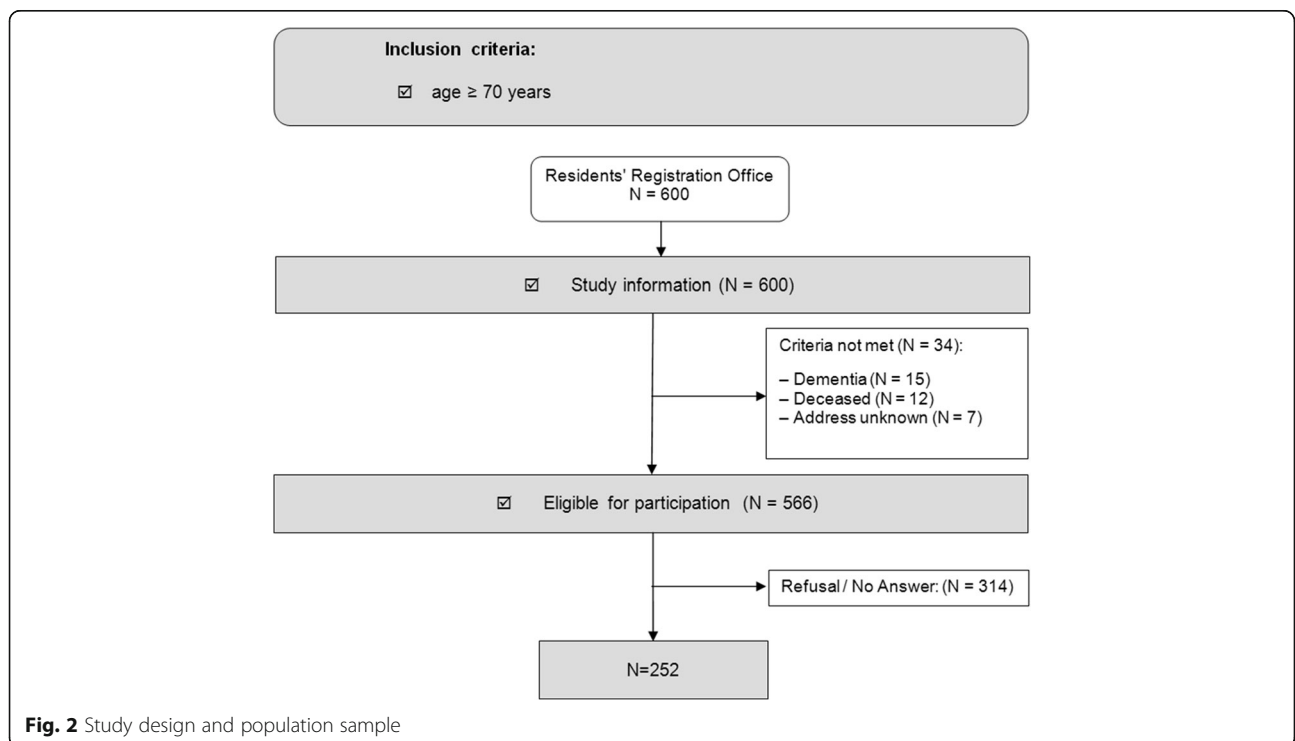 Inclusion criteria:
☑ age ≥ 70 years
Residents' Registration Office
N = 600
☑ Study information (N = 600)
Criteria not met (N = 34):
– Dementia (N = 15)
– Deceased (N = 12)
– Address unknown (N = 7)
☑ Eligible for participation (N = 566)
Refusal / No Answer: (N = 314)
N=252
Fig. 2 Study design and population sample